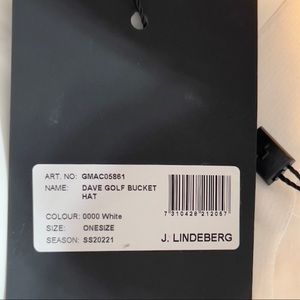 ART. NO: GMAC05861
NAME: DAVE GOLF BUCKET
HAT
COLOUR: 0000 White
SIZE: ONESIZE
SEASON: SS20221
7 310428 212057
J. LINDEBERG